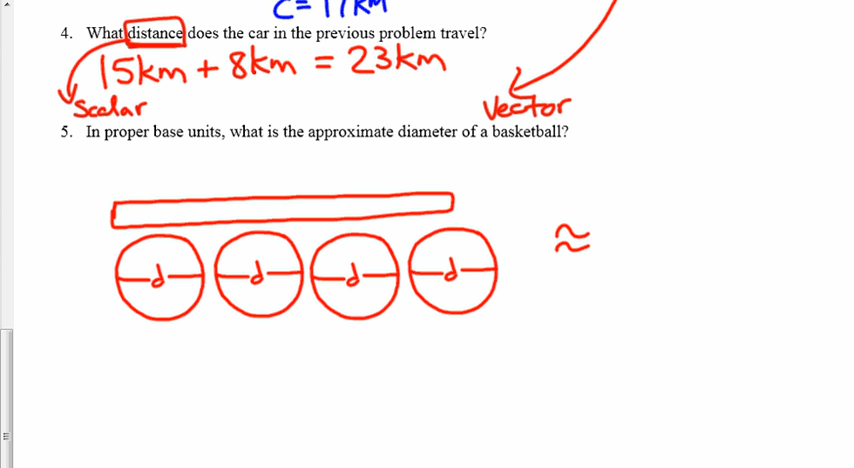 C = 17KM
4. What distance does the car in the previous problem travel?
15km + 8km = 23km
Scalar
Vector
5. In proper base units, what is the approximate diameter of a basketball?
≈
d d d d